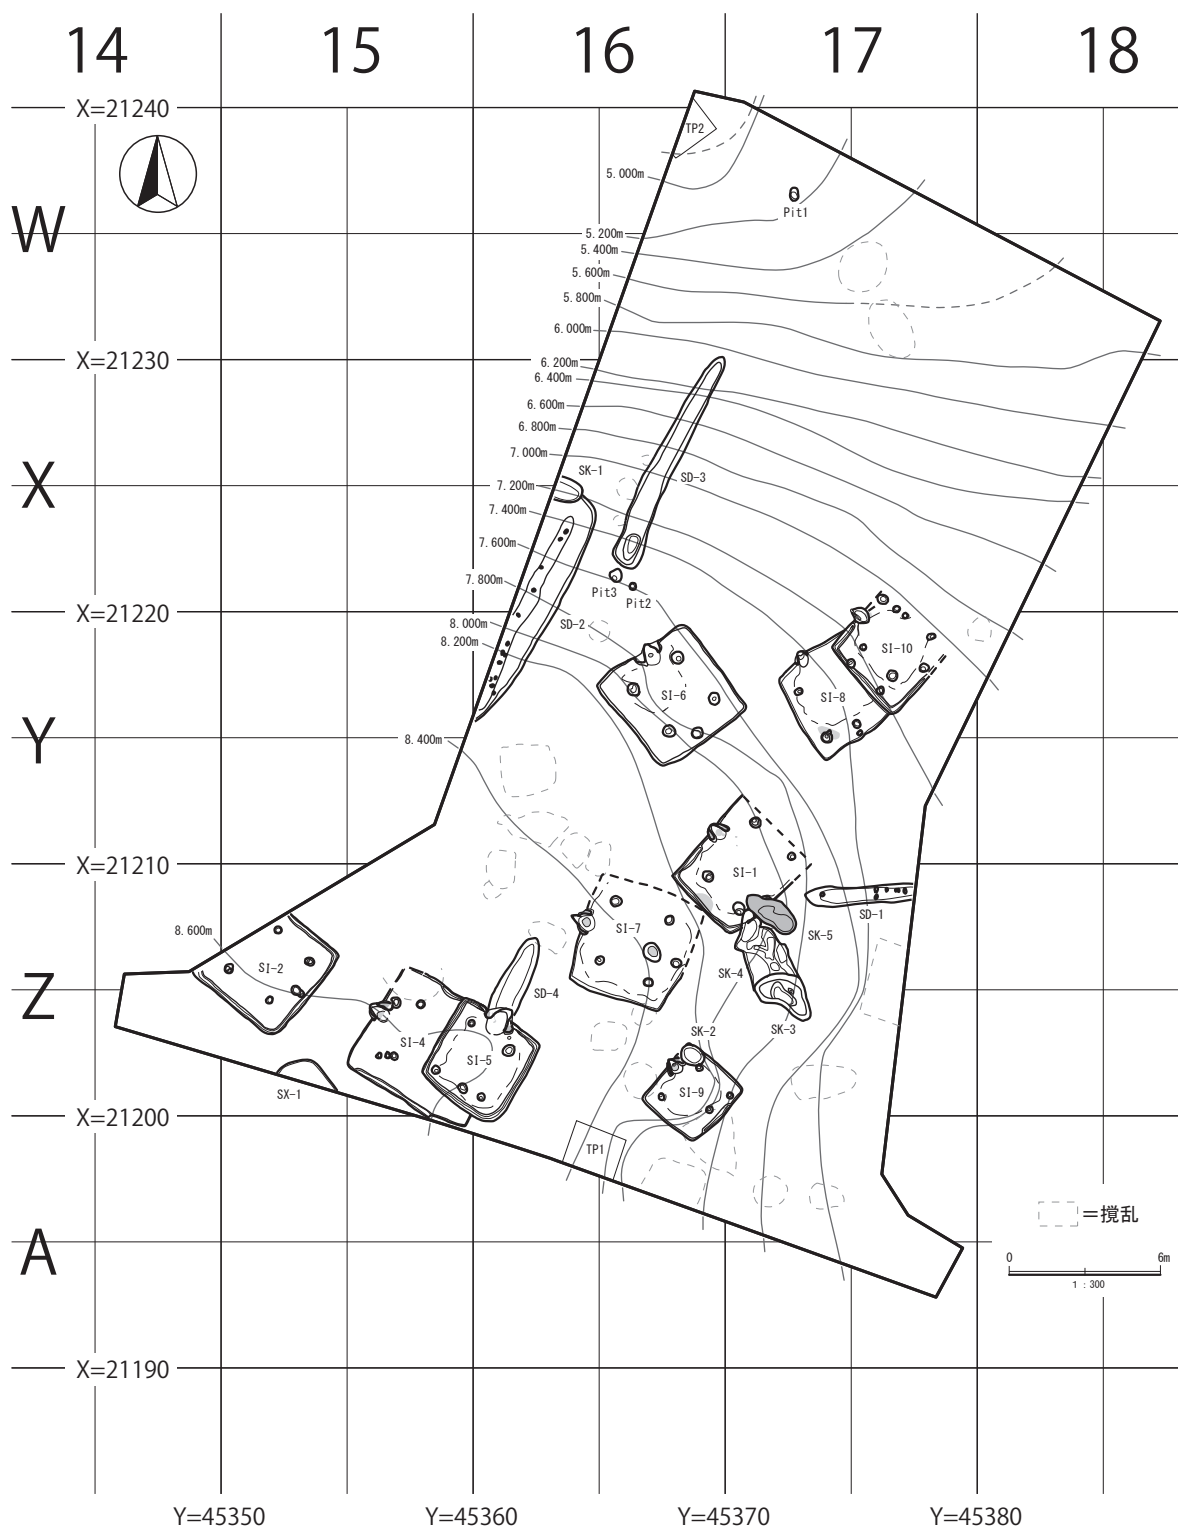 14 15 16 17 18
X=21240
TP2
5.000m
Pit1
W
5.200m
5.400m
5.600m
5.800m
6.000m
X=21230
6.200m
6.400m
6.600m
6.800m
7.000m
SK-1
X
SD-3
7.200m
7.400m
7.600m
7.800m
Pit3
Pit2
X=21220
8.000m
SD-2
8.200m
SI-10
SI-6
SI-8
Y
8.400m
X=21210
SI-1
SD-1
8.600m
SI-7
SK-5
SI-2
SK-4
Z
SD-4
SK-3
SI-4
SK-2
SI-5
SX-1
SI-9
X=21200
TP1
=撹乱
A
0 6m
1 : 300
X=21190
Y=45350 Y=45360 Y=45370 Y=45380